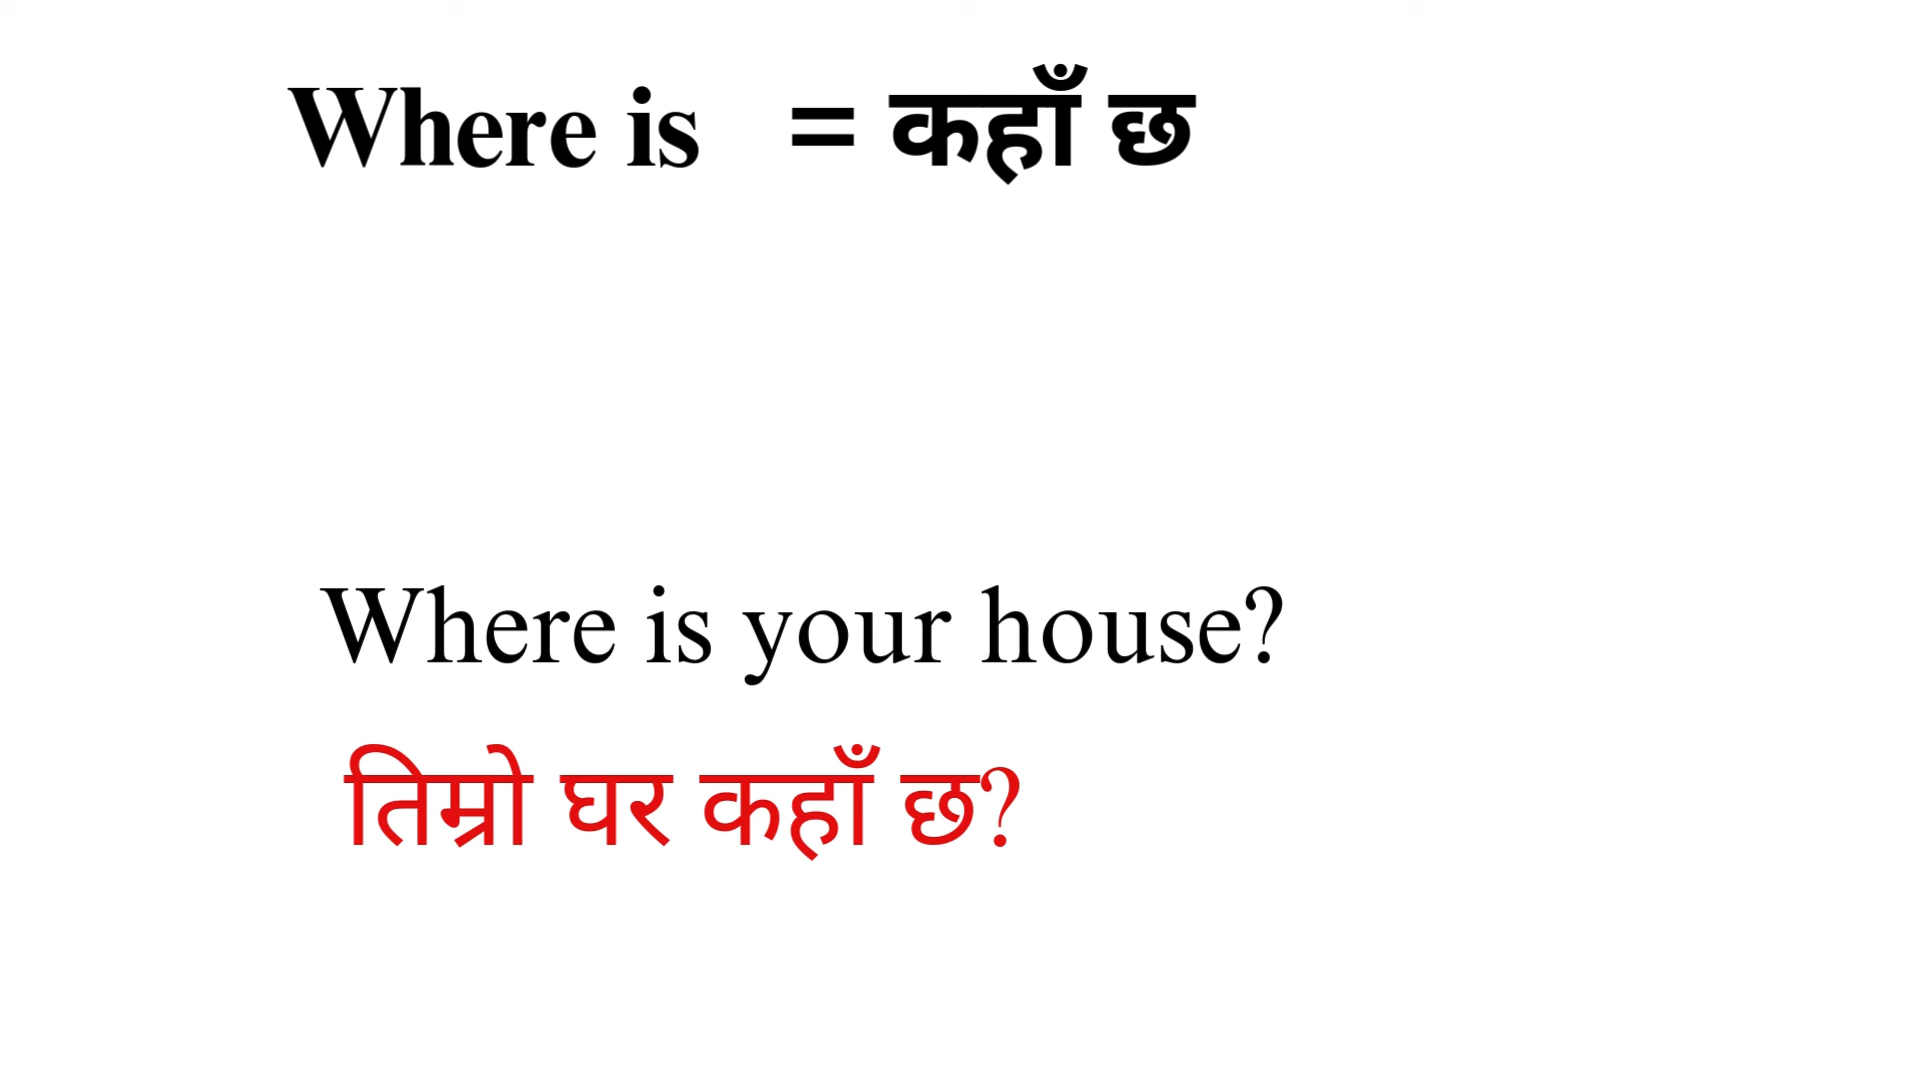 Where is = कहाँ छ
Where is your house?
तिम्रो घर कहाँ छ?